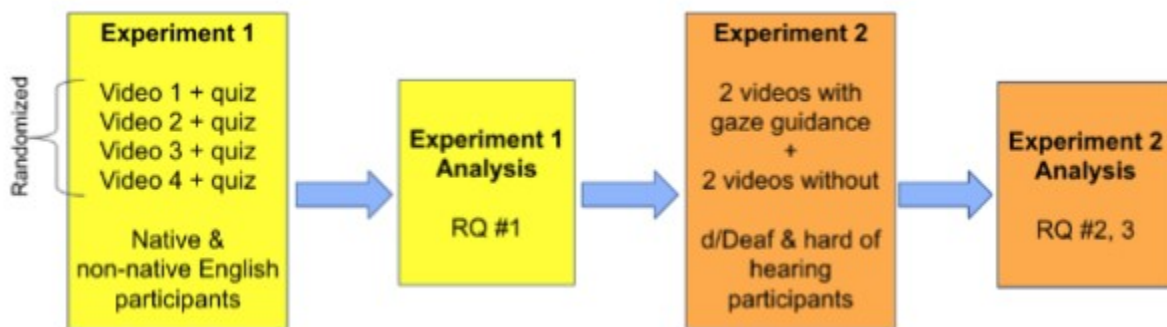 Randomized
Experiment 1
Video 1 + quiz
Video 2 + quiz
Video 3 + quiz
Video 4 + quiz
Native &
non-native English
participants
Experiment 1
Analysis
RQ #1
Experiment 2
2 videos with
gaze guidance
+
2 videos without
d/Deaf & hard of
hearing
participants
Experiment 2
Analysis
RQ #2, 3